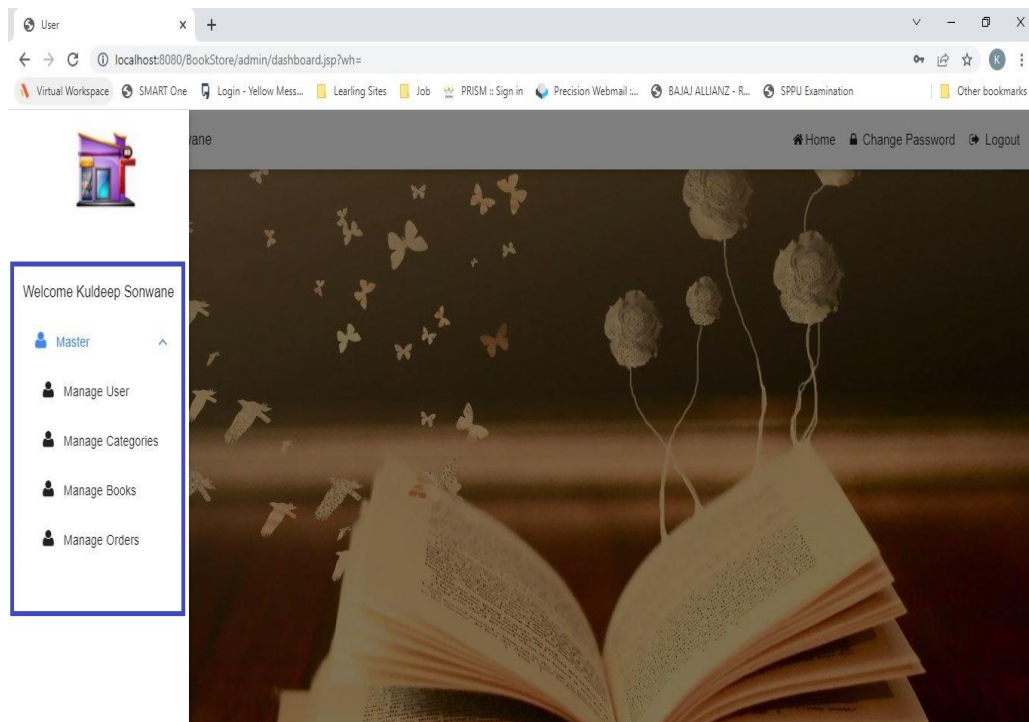 User x +
localhost:8080/BookStore/admin/dashboard.jsp?wh=
K
Virtual Workspace SMART One Login - Yellow Mess... Learling Sites Job PRISM :: Sign in Precision Webmail :... BAJAJ ALLIANZ - R... SPPU Examination Other bookmarks
vane Home Change Password Logout
Welcome Kuldeep Sonwane
Master
Manage User
Manage Categories
Manage Books
Manage Orders